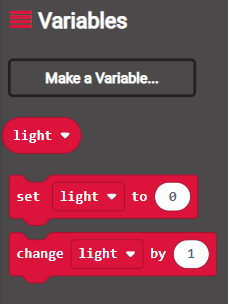 Variables
Make a Variable...
light
set light to 0
change light by 1